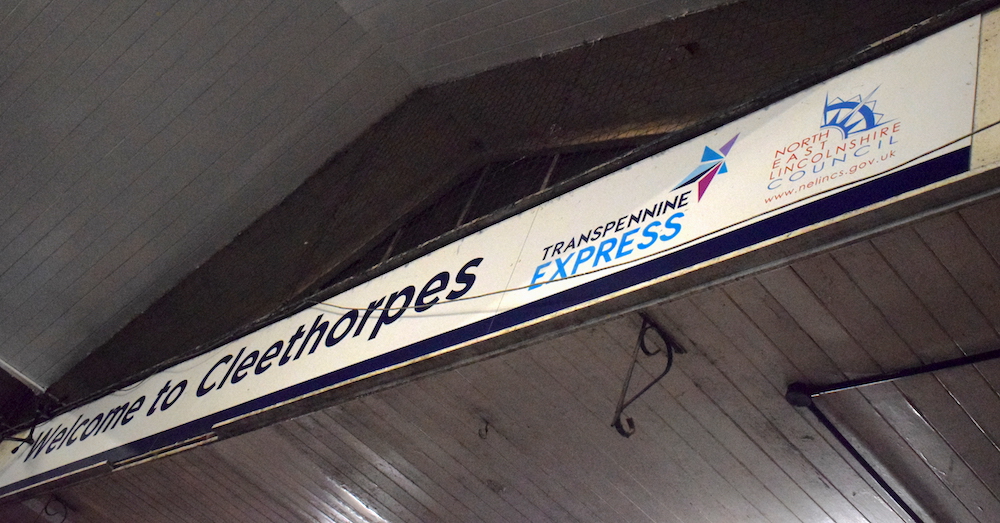 Welcome to Cleethorpes
TRANSPENNINE
EXPRESS
NORTH
EAST
LINCOLNSHIRE
COUNCIL
www.nelincs.gov.uk